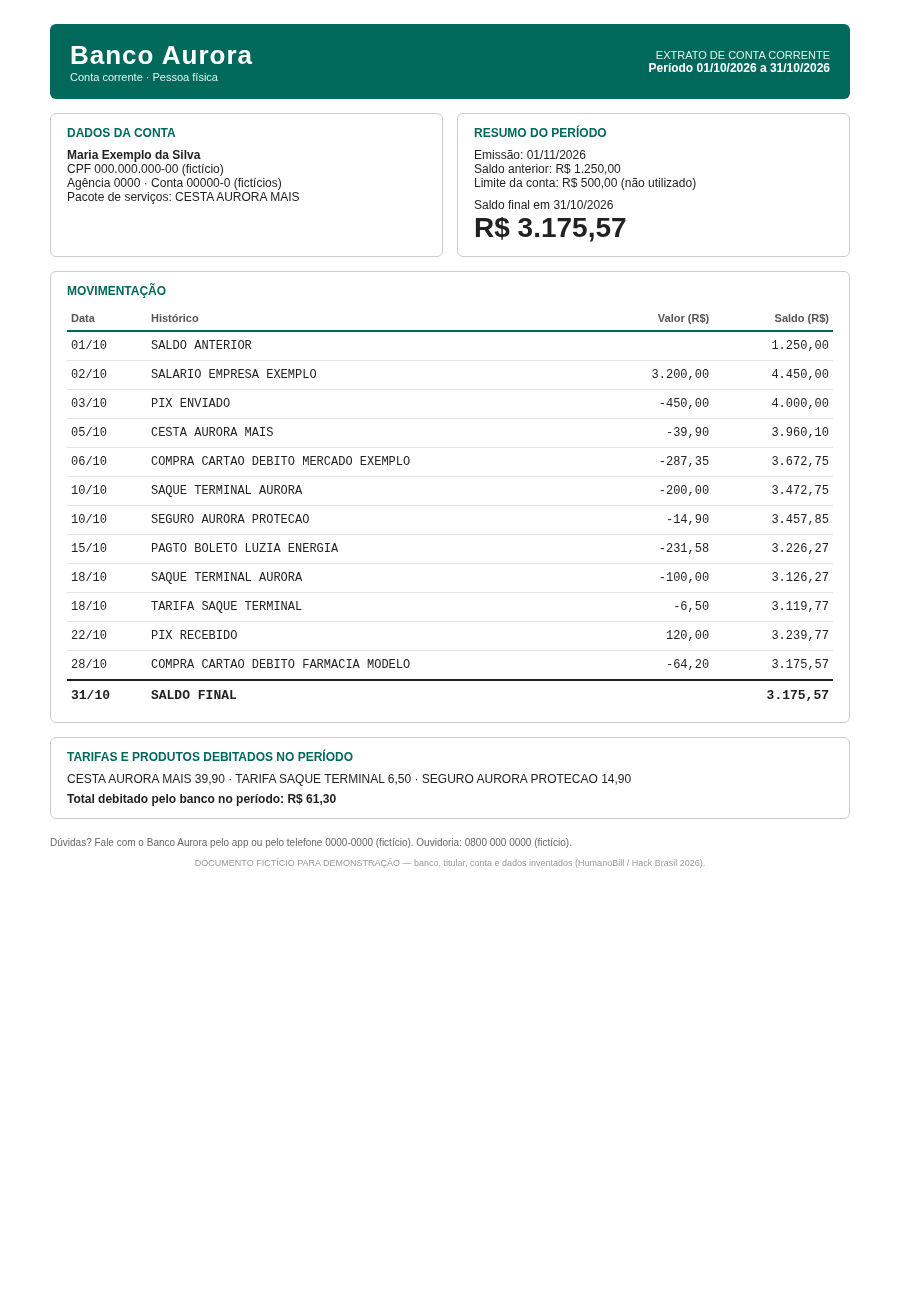 Banco Aurora
Conta corrente · Pessoa física
EXTRATO DE CONTA CORRENTE
Período 01/10/2026 a 31/10/2026
DADOS DA CONTA
Maria Exemplo da Silva
CPF 000.000.000-00 (fictício)
Agência 0000 · Conta 00000-0 (fictícios)
Pacote de serviços: CESTA AURORA MAIS
RESUMO DO PERÍODO
Emissão: 01/11/2026
Saldo anterior: R$ 1.250,00
Limite da conta: R$ 500,00 (não utilizado)
Saldo final em 31/10/2026
R$ 3.175,57
MOVIMENTAÇÃO
Data Histórico Valor (R$) Saldo (R$)
01/10 SALDO ANTERIOR 1.250,00
02/10 SALARIO EMPRESA EXEMPLO 3.200,00 4.450,00
03/10 PIX ENVIADO -450,00 4.000,00
05/10 CESTA AURORA MAIS -39,90 3.960,10
06/10 COMPRA CARTAO DEBITO MERCADO EXEMPLO -287,35 3.672,75
10/10 SAQUE TERMINAL AURORA -200,00 3.472,75
10/10 SEGURO AURORA PROTECAO -14,90 3.457,85
15/10 PAGTO BOLETO LUZIA ENERGIA -231,58 3.226,27
18/10 SAQUE TERMINAL AURORA -100,00 3.126,27
18/10 TARIFA SAQUE TERMINAL -6,50 3.119,77
22/10 PIX RECEBIDO 120,00 3.239,77
28/10 COMPRA CARTAO DEBITO FARMACIA MODELO -64,20 3.175,57
31/10 SALDO FINAL 3.175,57
TARIFAS E PRODUTOS DEBITADOS NO PERÍODO
CESTA AURORA MAIS 39,90 · TARIFA SAQUE TERMINAL 6,50 · SEGURO AURORA PROTECAO 14,90
Total debitado pelo banco no período: R$ 61,30
Dúvidas? Fale com o Banco Aurora pelo app ou pelo telefone 0000-0000 (fictício). Ouvidoria: 0800 000 0000 (fictício).
DOCUMENTO FICTÍCIO PARA DEMONSTRAÇÃO — banco, titular, conta e dados inventados (HumanoBill / Hack Brasil 2026).